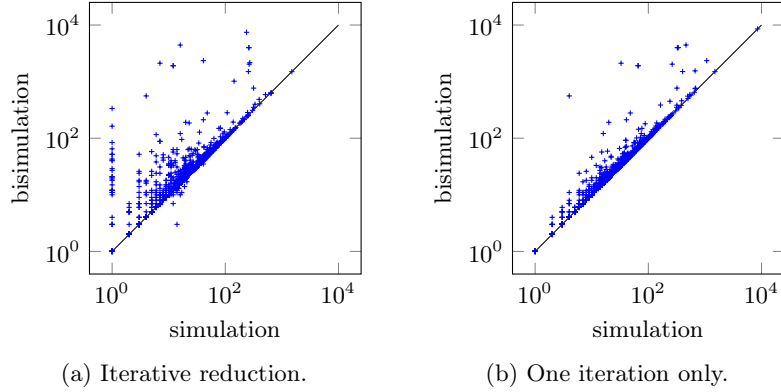 10^4
10^2
10^0
bisimulation
10^0 10^2 10^4
simulation
(a) Iterative reduction.
10^4
10^2
10^0
bisimulation
10^0 10^2 10^4
simulation
(b) One iteration only.